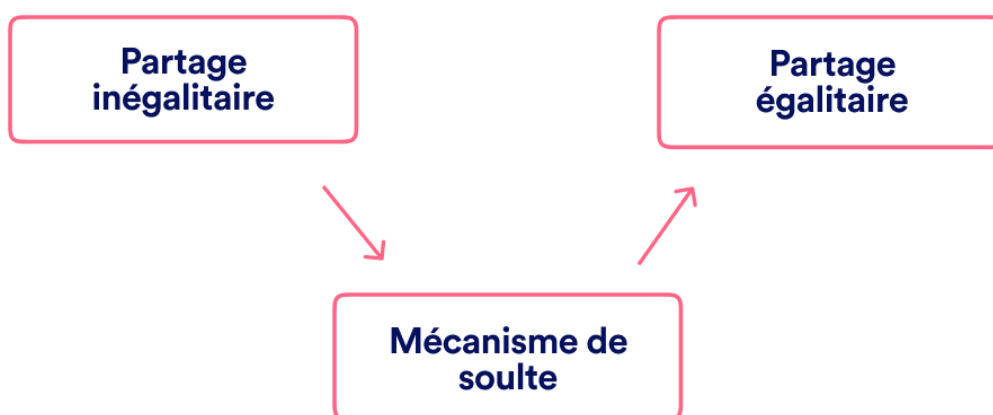 Partage
inégalitaire
Partage
égalitaire
Mécanisme de
soulte